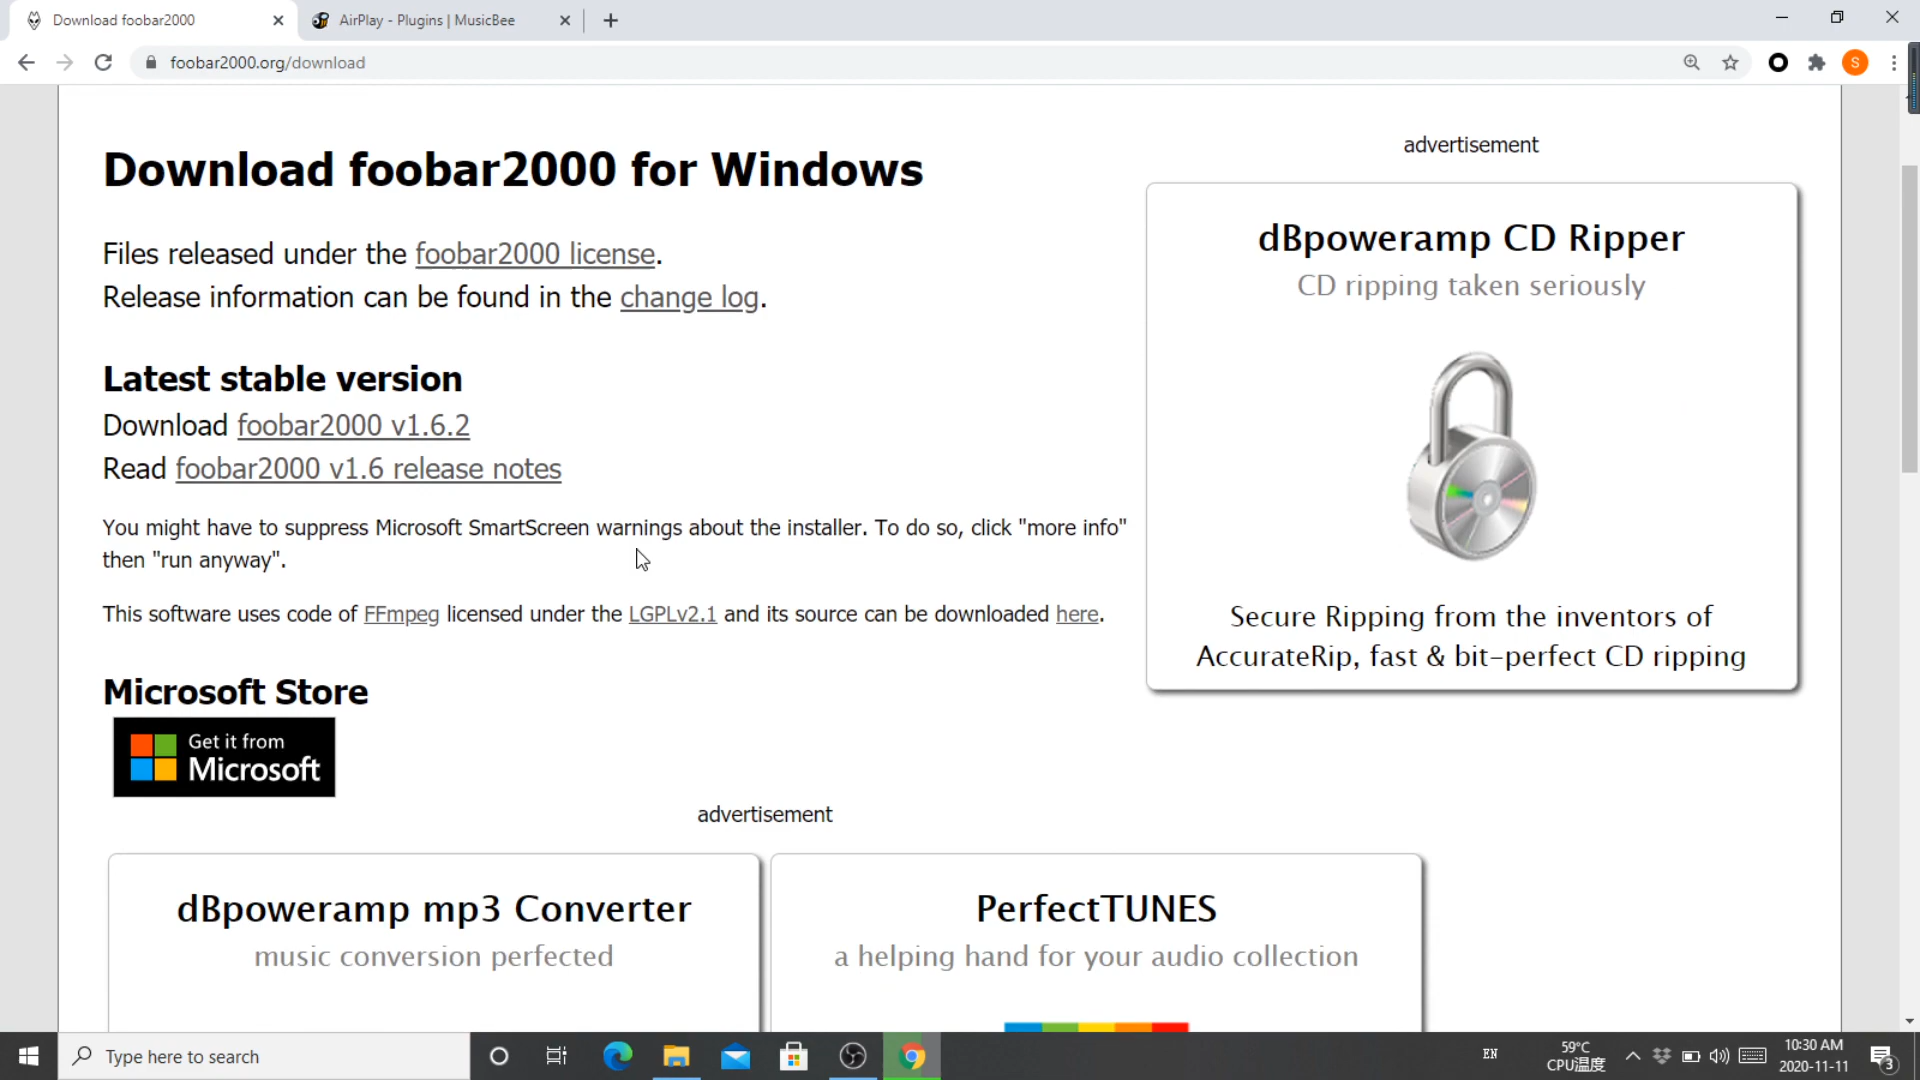 Download foobar2000
AirPlay - Plugins | MusicBee
foobar2000.org/download
S
advertisement
Download foobar2000 for Windows
Files released under the foobar2000 license.
Release information can be found in the change log.
Latest stable version
Download foobar2000 v1.6.2
Read foobar2000 v1.6 release notes
You might have to suppress Microsoft SmartScreen warnings about the installer. To do so, click "more info"
then "run anyway".
This software uses code of FFmpeg licensed under the LGPLv2.1 and its source can be downloaded here.
Microsoft Store
Get it from
Microsoft
dBpoweramp CD Ripper
CD ripping taken seriously
Secure Ripping from the inventors of
AccurateRip, fast & bit-perfect CD ripping
advertisement
dBpoweramp mp3 Converter
music conversion perfected
PerfectTUNES
a helping hand for your audio collection
Type here to search
EN
59°C
CPU温度
10:30 AM
2020-11-11
3